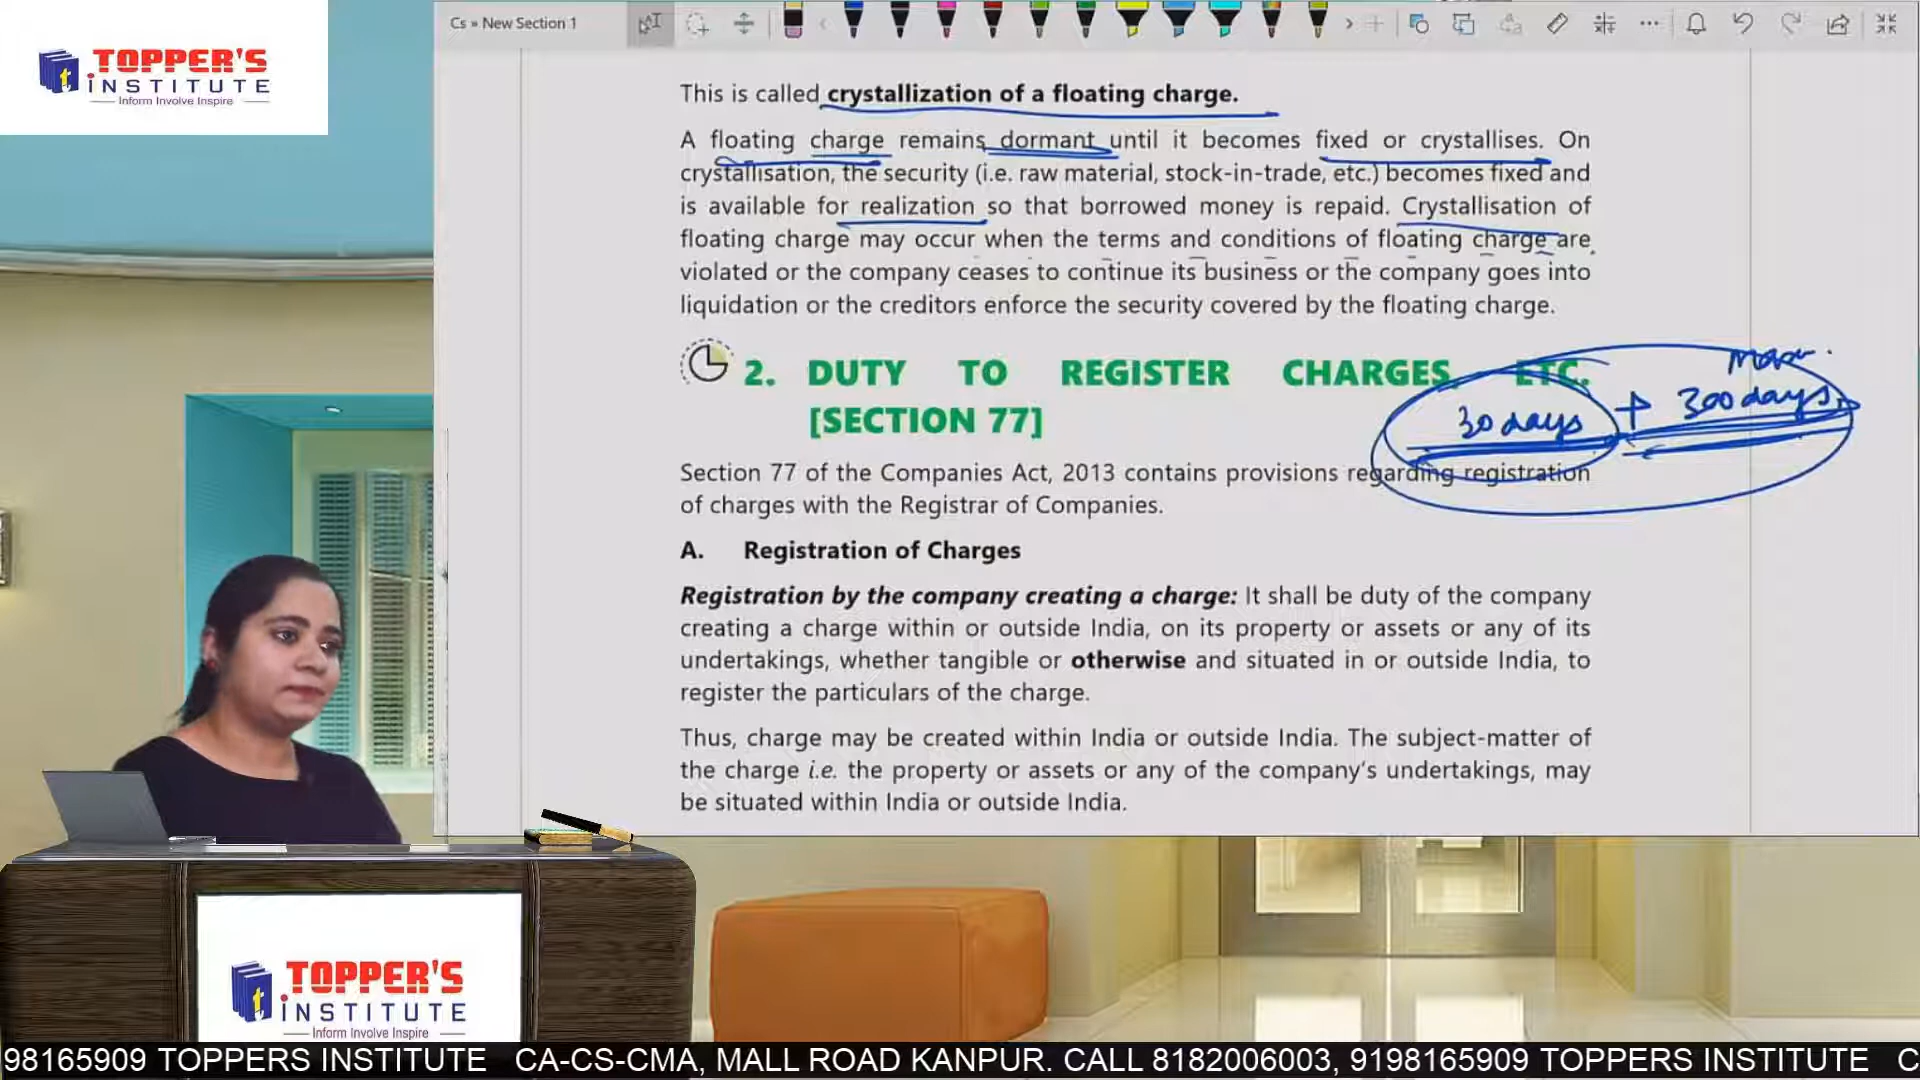 TOPPER'S
INSTITUTE
Inform Involve Inspire
Cs » New Section 1
This is called crystallization of a floating charge.
A floating charge remains dormant until it becomes fixed or crystallises. On
crystallisation, the security (i.e. raw material, stock-in-trade, etc.) becomes fixed and
is available for realization so that borrowed money is repaid. Crystallisation of
floating charge may occur when the terms and conditions of floating charge are
violated or the company ceases to continue its business or the company goes into
liquidation or the creditors enforce the security covered by the floating charge.
2. DUTY TO REGISTER CHARGES, ETC.
[SECTION 77]
30 days + 300 days
Section 77 of the Companies Act, 2013 contains provisions regarding registration
of charges with the Registrar of Companies.
A. Registration of Charges
Registration by the company creating a charge: It shall be duty of the company
creating a charge within or outside India, on its property or assets or any of its
undertakings, whether tangible or otherwise and situated in or outside India, to
register the particulars of the charge.
Thus, charge may be created within India or outside India. The subject-matter of
the charge i.e. the property or assets or any of the company's undertakings, may
be situated within India or outside India.
TOPPER'S
INSTITUTE
Inform Involve Inspire
98165909 TOPPERS INSTITUTE CA-CS-CMA, MALL ROAD KANPUR. CALL 8182006003, 9198165909 TOPPERS INSTITUTE C